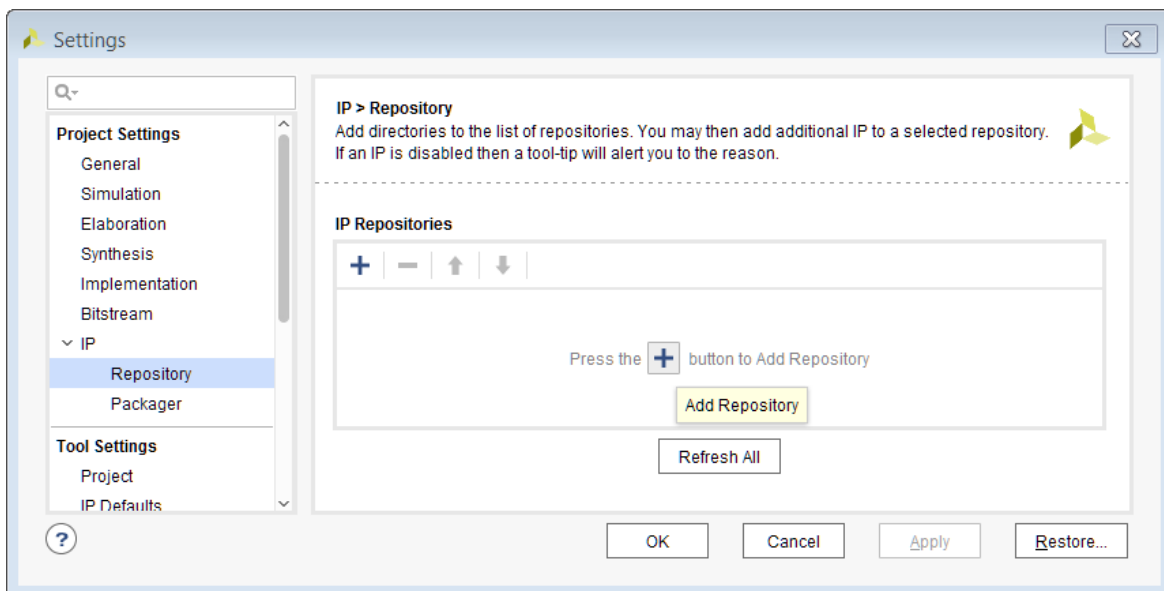 Settings
Project Settings
General
Simulation
Elaboration
Synthesis
Implementation
Bitstream
IP
Repository
Packager
Tool Settings
Project
IP Defaults
IP > Repository
Add directories to the list of repositories. You may then add additional IP to a selected repository.
If an IP is disabled then a tool-tip will alert you to the reason.
IP Repositories
Press the + button to Add Repository
Add Repository
Refresh All
?
OK
Cancel
Apply
Restore...